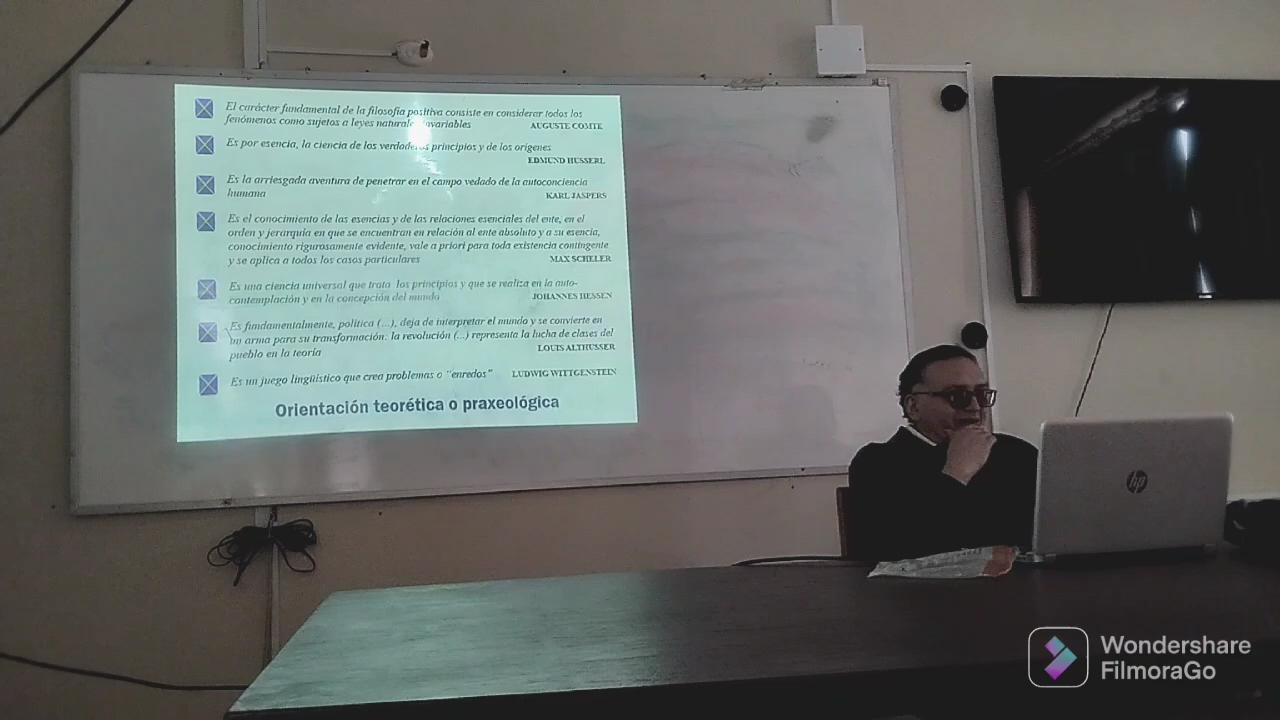 El carácter fundamental de la filosofía positiva consiste en considerar todos los
fenómenos como sujetos a leyes naturales invariables AUGUSTE COMTE
Es por esencia, la ciencia de los verdaderos principios y de los orígenes
EDMUND HUSSERL
Es la arriesgada aventura de penetrar en el campo vedado de la autoconciencia
humana KARL JASPERS
Es el conocimiento de las esencias y de las relaciones esenciales del ente, en el
orden y jerarquía en que se encuentran en relación al ente absoluto y a su esencia,
conocimiento rigurosamente evidente, vale a priori para toda existencia contingente
y se aplica a todos los casos particulares MAX SCHELER
Es una ciencia universal que trata los principios y que se realiza en la auto-
contemplación y en la concepción del mundo JOHANNES HESSEN
Es fundamentalmente, política (...), deja de interpretar el mundo y se convierte en
un arma para su transformación: la revolución (...) representa la lucha de clases del
pueblo en la teoría LOUIS ALTHUSSER
Es un juego lingüístico que crea problemas o "enredos" LUDWIG WITTGENSTEIN
Orientación teorética o praxeológica
hp
Wondershare
FilmoraGo